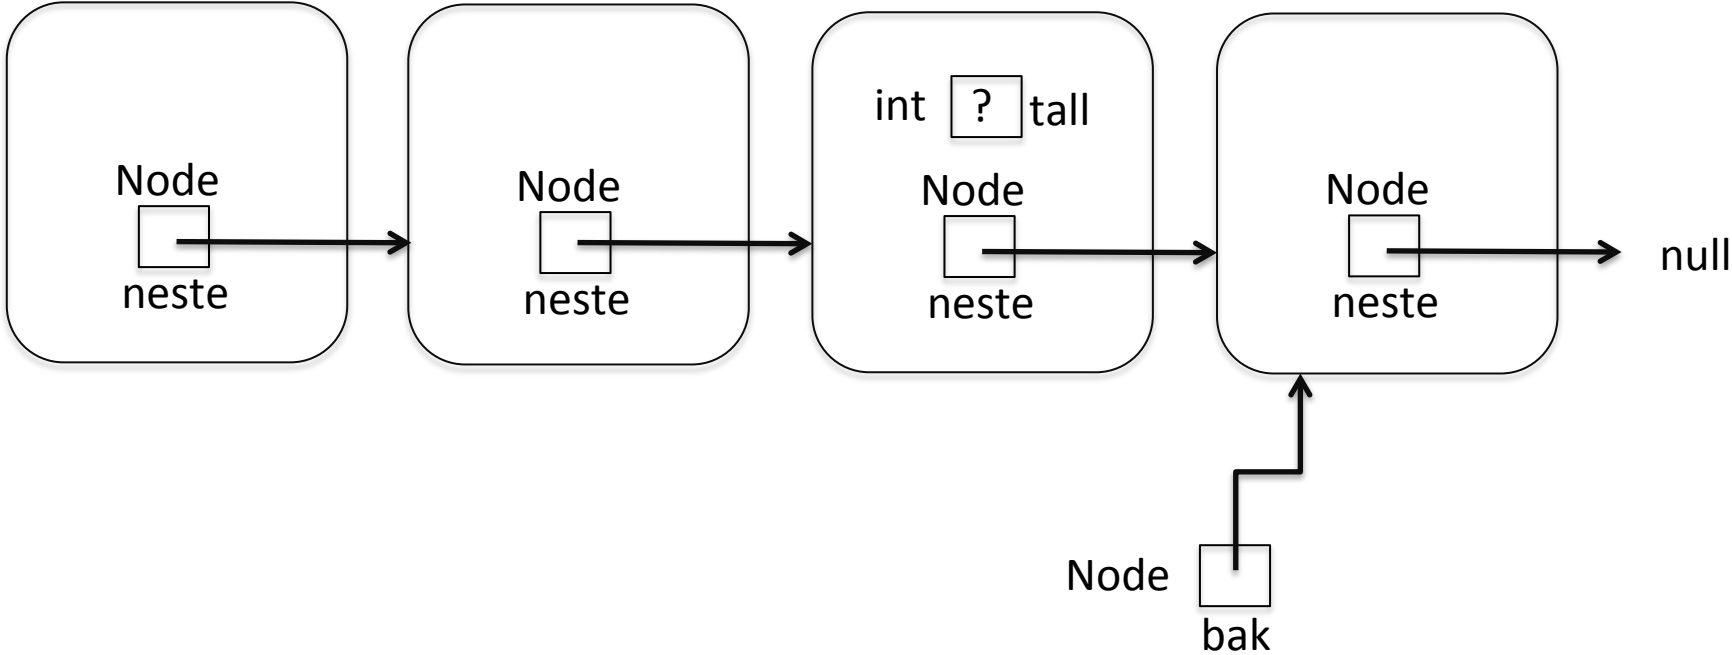 int ? tall
Node Node Node Node
neste neste neste neste
null
Node
bak